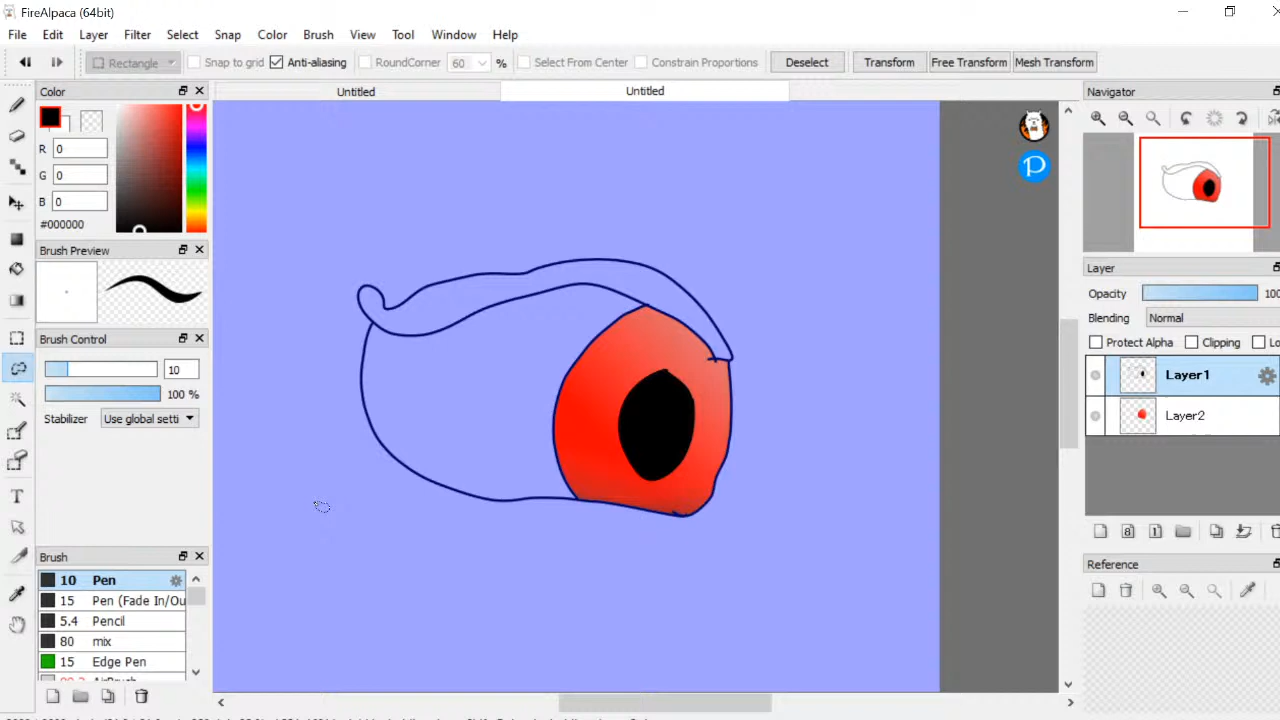 FireAlpaca (64bit)
File Edit Layer Filter Select Snap Color Brush View Tool Window Help
Rectangle Snap to grid Anti-aliasing RoundCorner 60 % Select From Center Constrain Proportions Deselect Transform Free Transform Mesh Transform
Color Untitled Untitled Navigator
R 0
G 0
B 0
#000000
Brush Preview
Layer
Opacity 100
Blending Normal
Brush Control
Protect Alpha Clipping Lo
10 Layer1
100 %
Stabilizer Use global setti Layer2
Brush
Reference
10 Pen
15 Pen (Fade In/Ou
5.4 Pencil
80 mix
15 Edge Pen